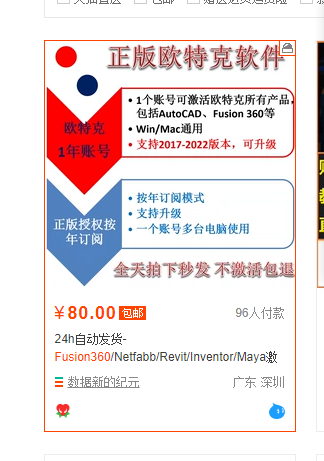 正版欧特克软件
欧特克
1年账号
• 1个账号可激活欧特克所有产品,
包括AutoCAD、Fusion 360等
• Win/Mac通用
• 支持2017-2022版本，可升级
正版授权按
年订阅
• 按年订阅模式
• 支持升级
• 一个账号多台电脑使用
全天拍下秒发 不激活包退
¥80.00 包邮 96人付款
24h自动发货-
Fusion360/Netfabb/Revit/Inventor/Maya激
数据新的纪元 广东 深圳